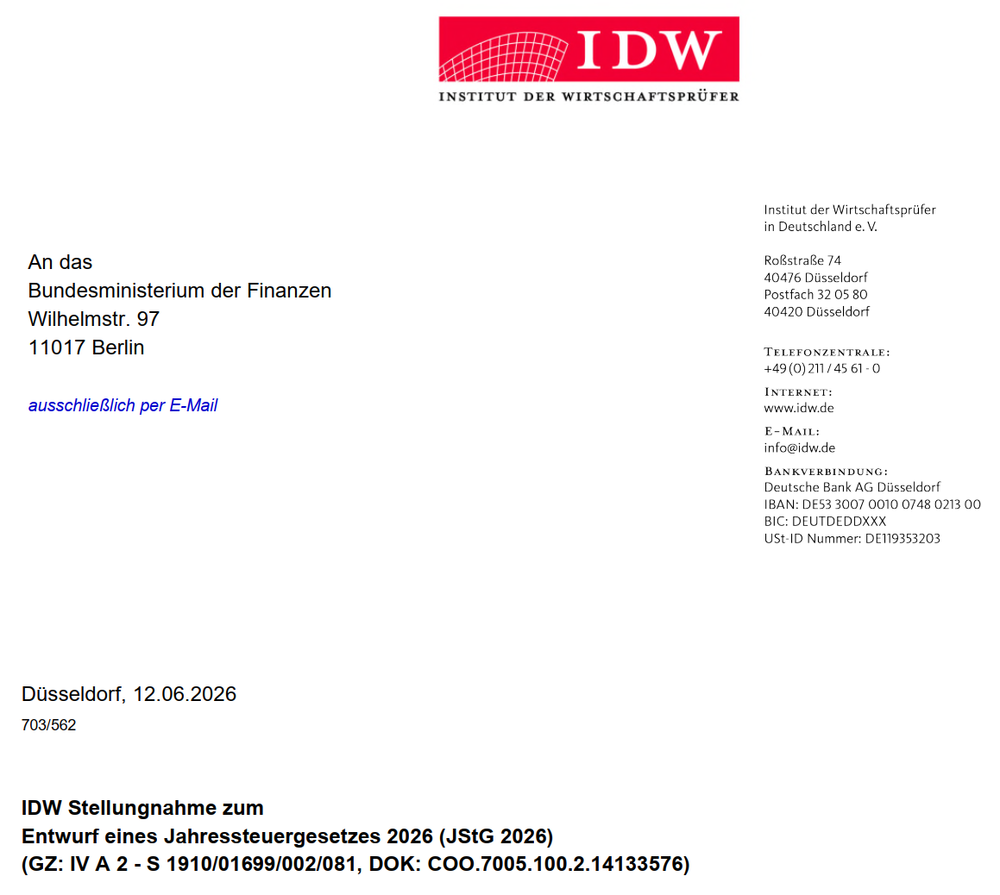 IDW
INSTITUT DER WIRTSCHAFTSPRÜFER
Institut der Wirtschaftsprüfer
in Deutschland e. V.
Roßstraße 74
40476 Düsseldorf
Postfach 32 05 80
40420 Düsseldorf
TELEFONZENTRALE:
+49 (0) 211 / 45 61 - 0
INTERNET:
www.idw.de
E-MAIL:
info@idw.de
BANKVERBINDUNG:
Deutsche Bank AG Düsseldorf
IBAN: DE53 3007 0010 0748 0213 00
BIC: DEUTDEDDXXX
USt-ID Nummer: DE119353203
An das
Bundesministerium der Finanzen
Wilhelmstr. 97
11017 Berlin
ausschließlich per E-Mail
Düsseldorf, 12.06.2026
703/562
IDW Stellungnahme zum
Entwurf eines Jahressteuergesetzes 2026 (JStG 2026)
(GZ: IV A 2 - S 1910/01699/002/081, DOK: COO.7005.100.2.14133576)